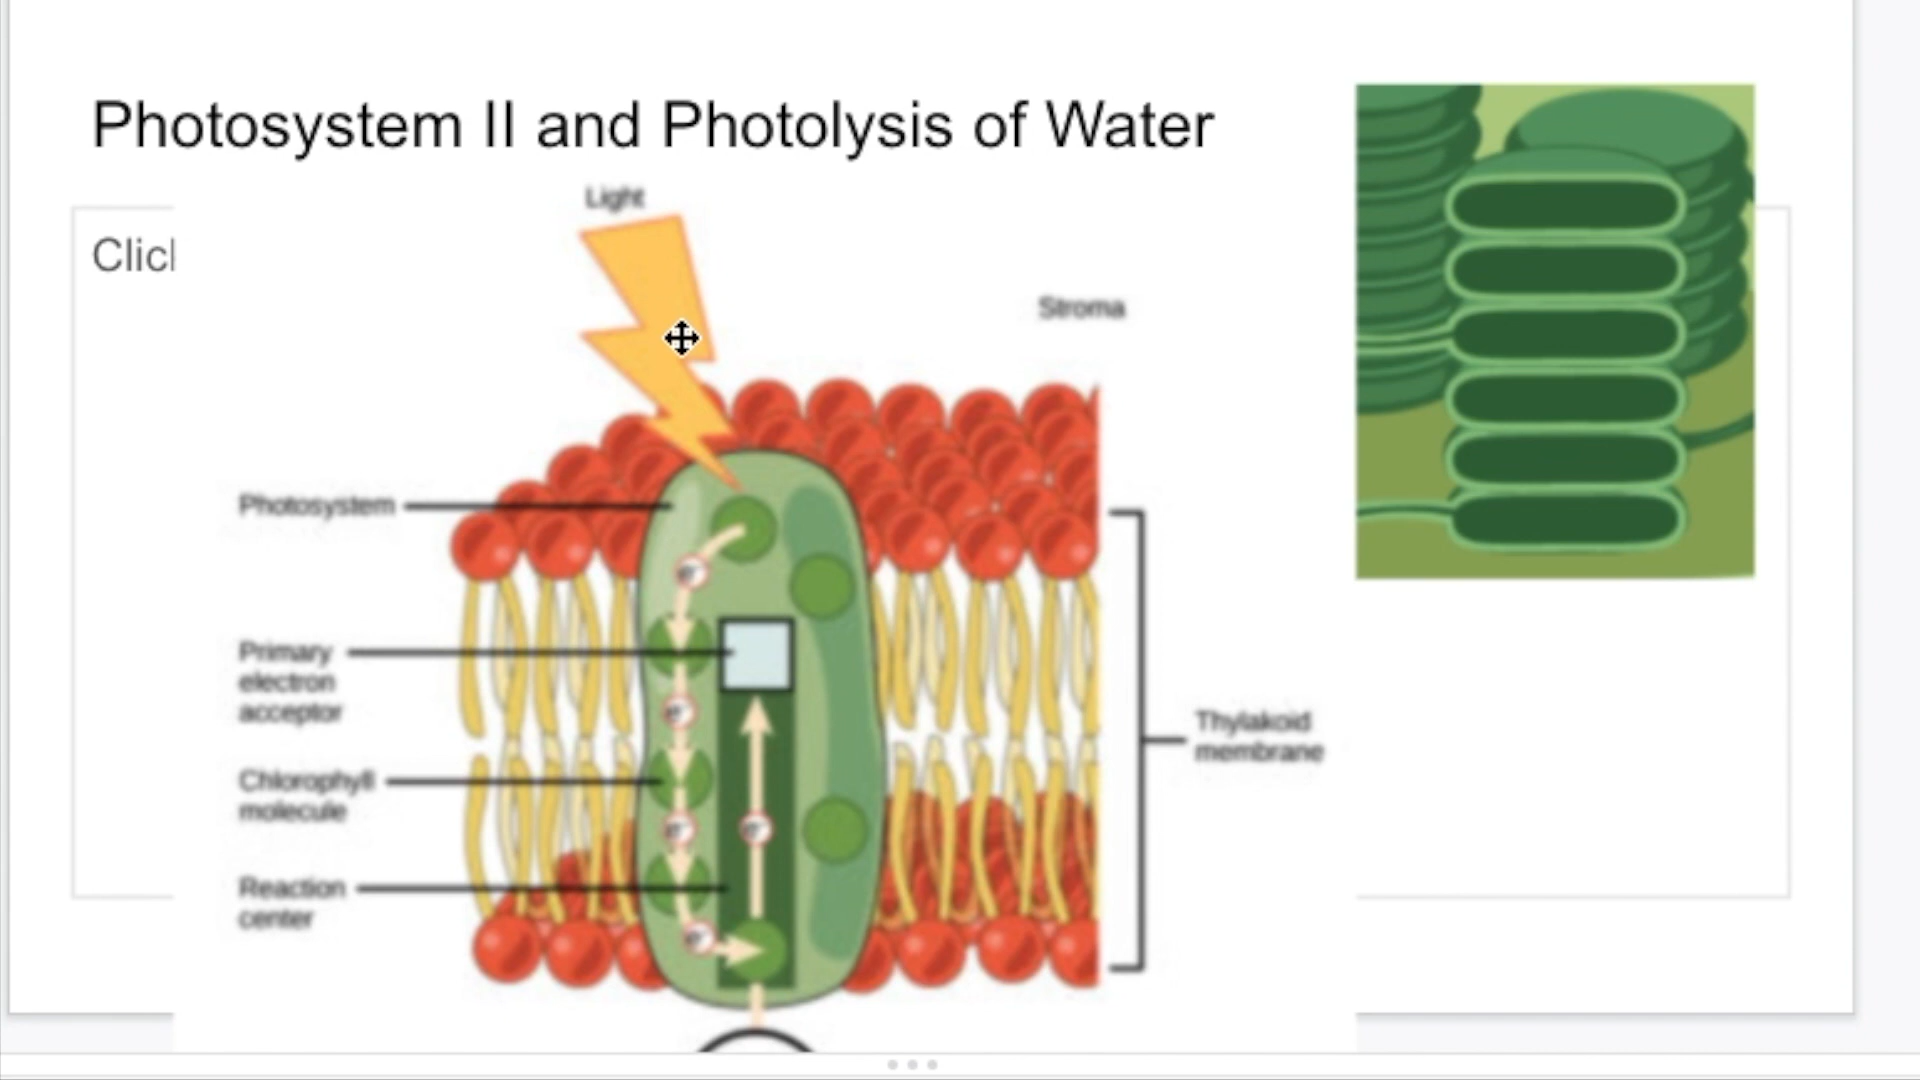 Photosystem II and Photolysis of Water
Light
Clicl
Stroma
Photosystem
Primary
electron
acceptor
Thylakoid
membrane
Chlorophyll
molecule
Reaction
center
e⁻
e⁻
e⁻
e⁻
e⁻